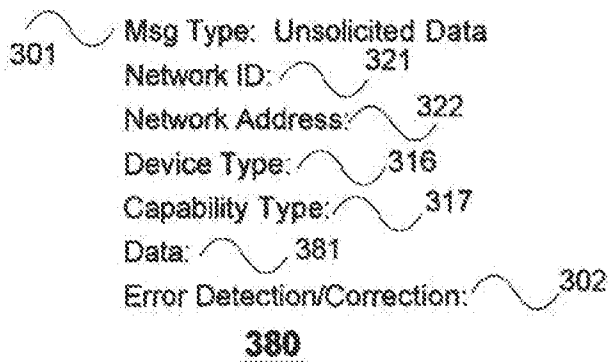 301 Msg Type: Unsolicited Data
Network ID: 321
Network Address: 322
Device Type: 316
Capability Type: 317
Data: 381
Error Detection/Correction: 302
380